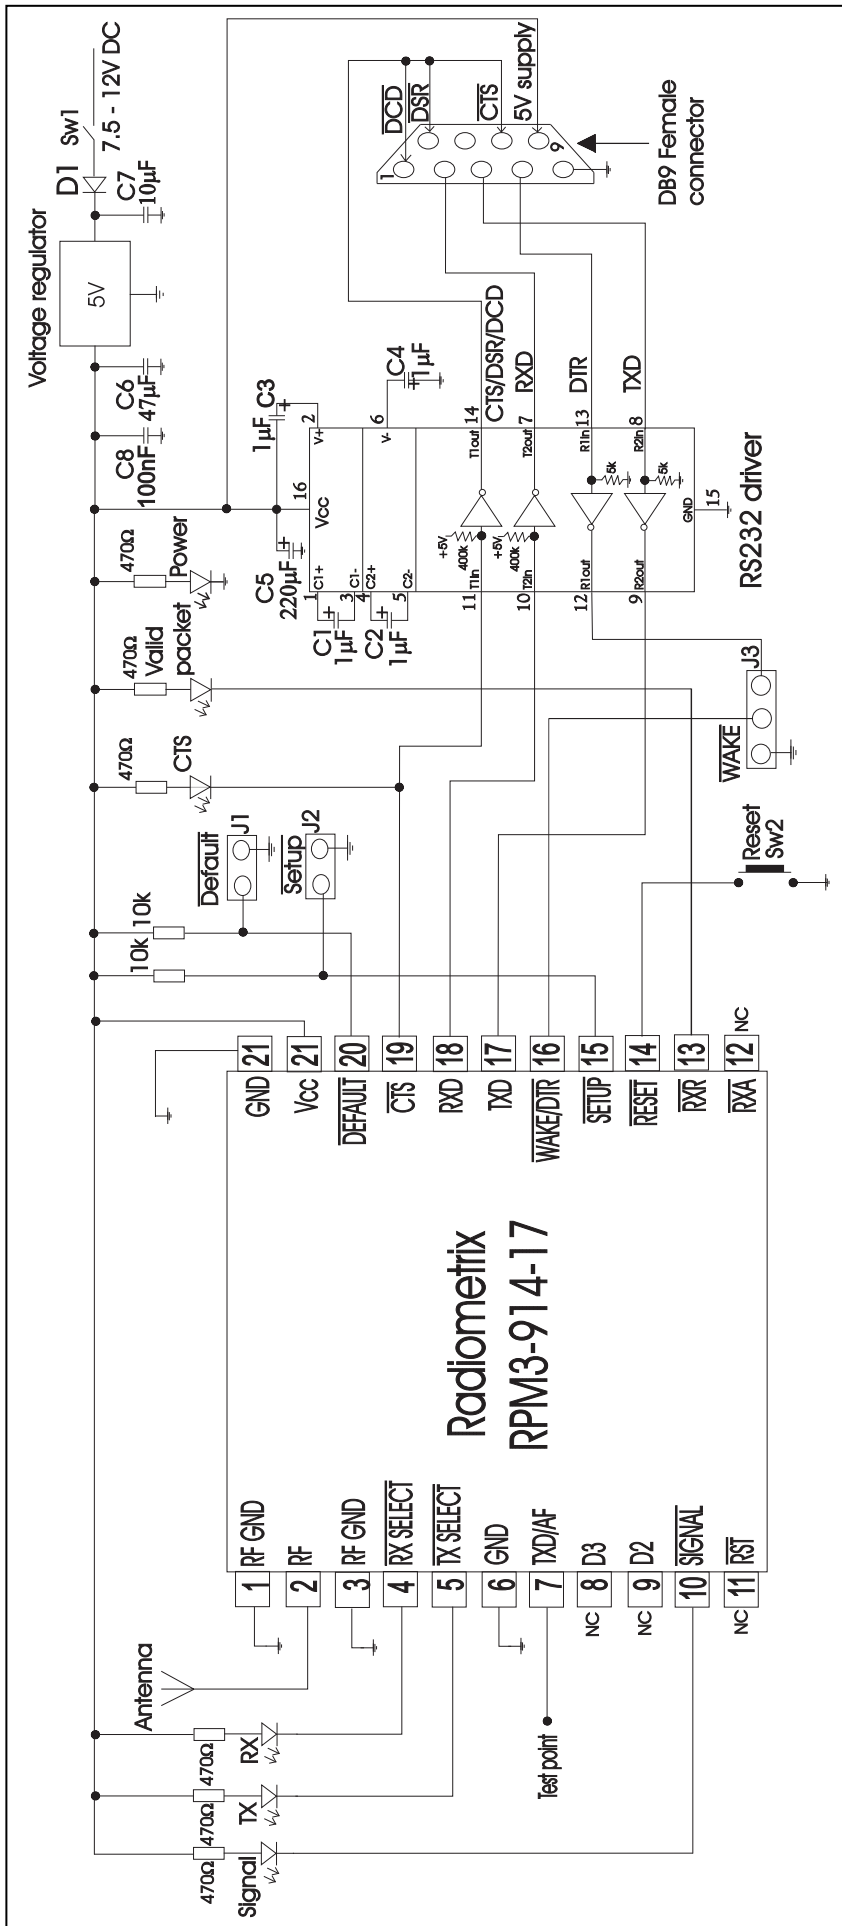 Antenna
470Ω
RX
470Ω
TX
470Ω
Signal
1
RF GND
2
RF
3
RF GND
4
RX SELECT
5
TX SELECT
6
GND
7
TXD/AF
Test point
8
D3
NC
9
D2
NC
10
SIGNAL
11
RST
NC
Radiometrix
RPM3-914-17
21
GND
21
Vcc
20
DEFAULT
19
CTS
18
RXD
17
TXD
16
WAKE/DTR
15
SETUP
14
RESET
13
RXR
12
RXA
NC
10k
10k
Default
J1
Setup
J2
470Ω
CTS
470Ω
Valid
packet
470Ω
Power
Reset
Sw2
WAKE
J3
C8
100nF
C6
47µF
Voltage regulator
5V
C7
10µF
D1
Sw1
7.5 - 12V DC
C5
220µF
+
C3
1µF
+
C1
1µF
+
C2
1µF
+
C4
1µF
+
1
C1+
3
C1-
4
C2+
5
C2-
16
Vcc
2
V+
6
V-
11
T1in
+5V
400k
T1out
14
CTS/DSR/DCD
10
T2in
+5V
400k
T2out
7
RXD
12
R1out
5k
R1in
13
DTR
9
R2out
5k
R2in
8
TXD
GND
15
RS232 driver
DCD
DSR
CTS
5V supply
1
9
DB9 Female
connector